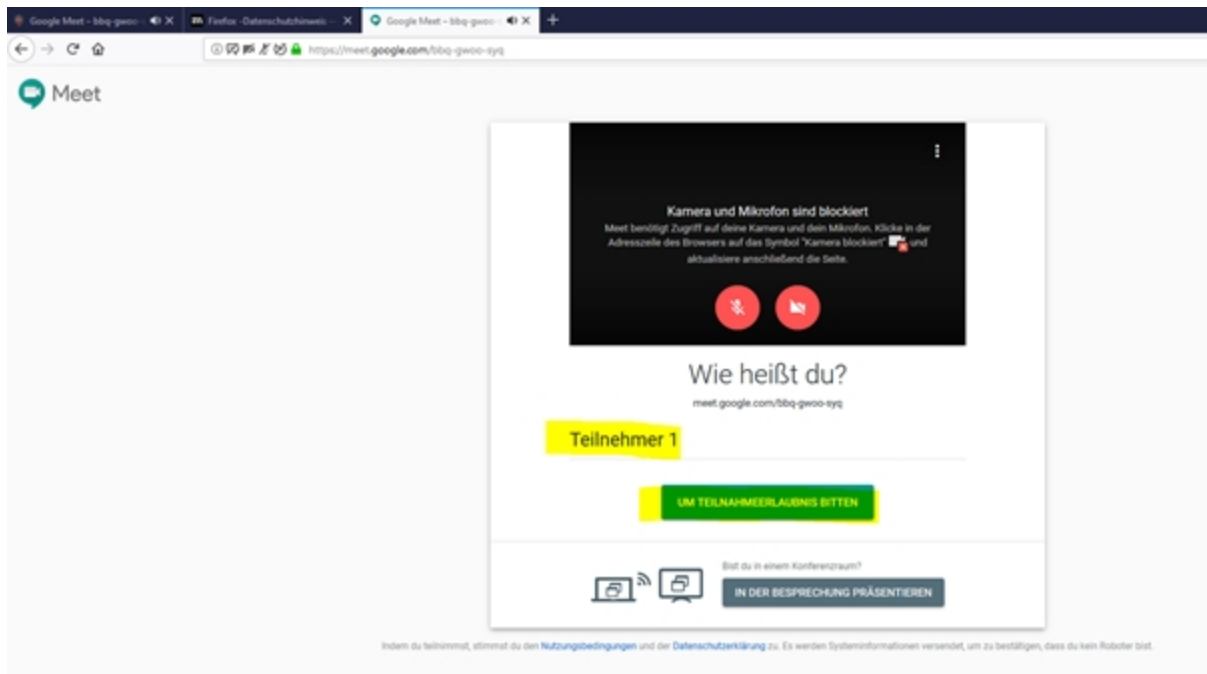 Google Meet – bbq-gwoo-
Firefox -Datenschutzhinweis –
Google Meet – bbq-gwoo-
https://meet.google.com/bbq-gwoo-syq
Meet
Kamera und Mikrofon sind blockiert
Meet benötigt Zugriff auf deine Kamera und dein Mikrofon. Klicke in der
Adresszeile des Browsers auf das Symbol "Kamera blockiert" und
aktualisiere anschließend die Seite.
Wie heißt du?
meet.google.com/bbq-gwoo-syq
Teilnehmer 1
UM TEILNAHMEERLAUBNIS BITTEN
Bist du in einem Konferenzraum?
IN DER BESPRECHUNG PRÄSENTIEREN
Indem du teilnimmst, stimmst du den Nutzungsbedingungen und der Datenschutzerklärung zu. Es werden Systeminformationen versendet, um zu bestätigen, dass du kein Roboter bist.